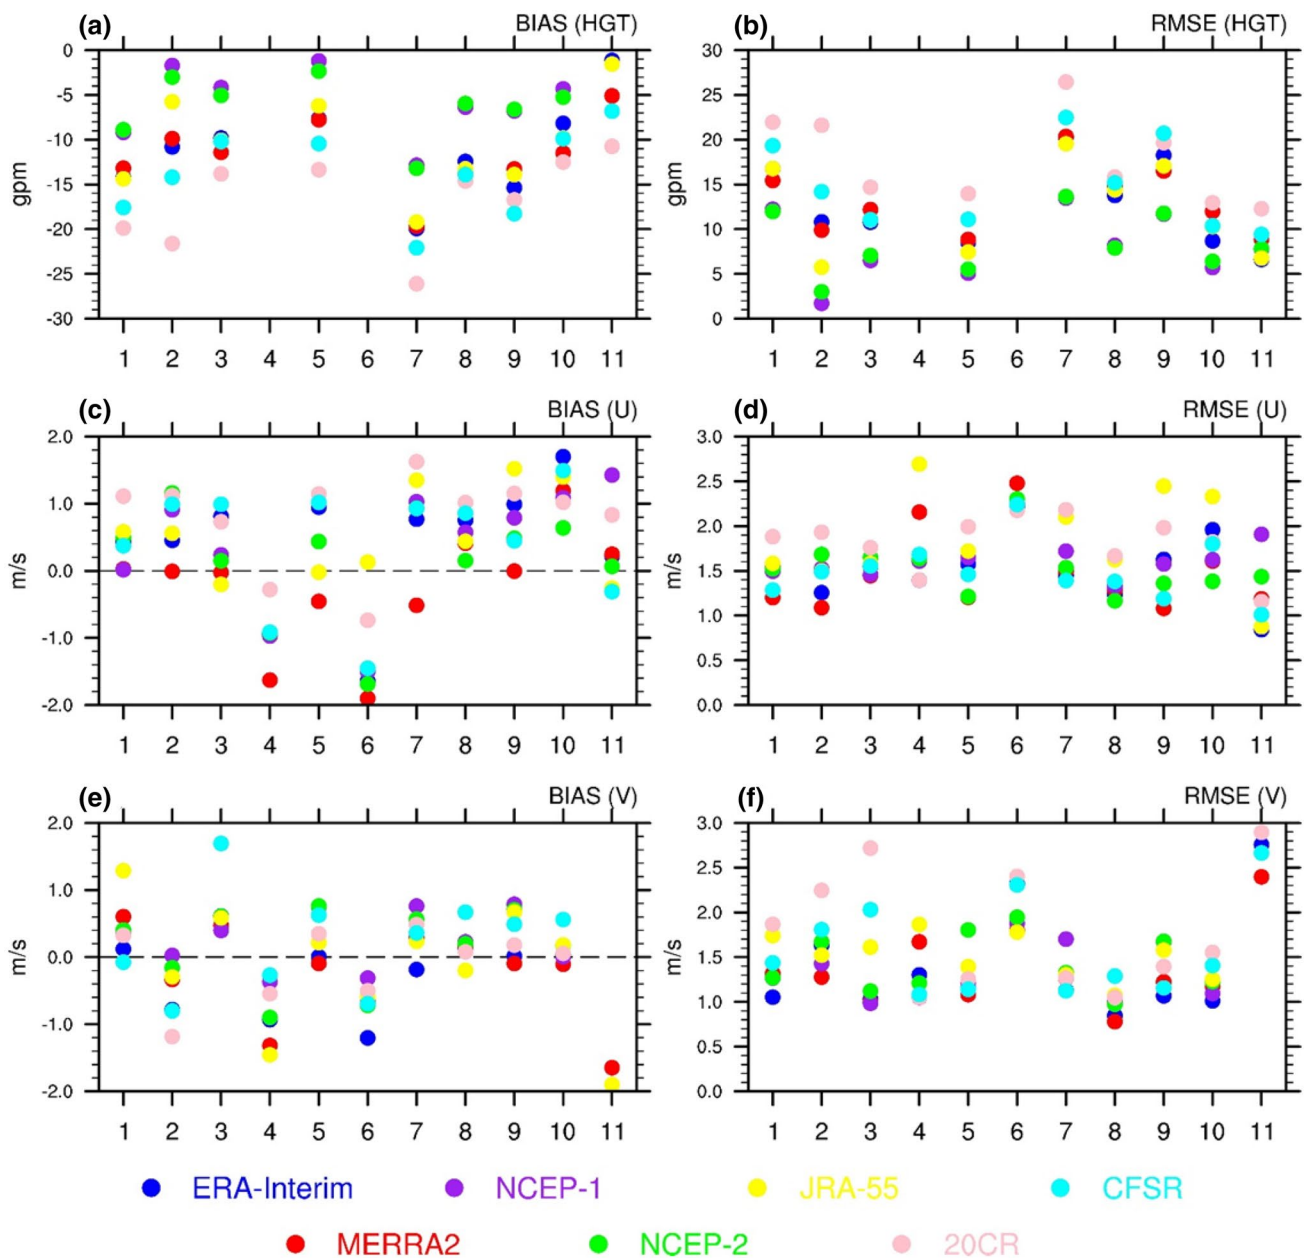 (a) BIAS (HGT)
(b) RMSE (HGT)
0
-5
-10
-15
-20
-25
-30
gpm
1 2 3 4 5 6 7 8 9 10 11
30
25
20
15
10
5
0
gpm
1 2 3 4 5 6 7 8 9 10 11
(c) BIAS (U)
(d) RMSE (U)
2.0
1.0
0.0
-1.0
-2.0
m/s
1 2 3 4 5 6 7 8 9 10 11
3.0
2.5
2.0
1.5
1.0
0.5
0.0
m/s
1 2 3 4 5 6 7 8 9 10 11
(e) BIAS (V)
(f) RMSE (V)
2.0
1.0
0.0
-1.0
-2.0
m/s
1 2 3 4 5 6 7 8 9 10 11
3.0
2.5
2.0
1.5
1.0
0.5
0.0
m/s
1 2 3 4 5 6 7 8 9 10 11
ERA-Interim NCEP-1 JRA-55 CFSR
MERRA2 NCEP-2 20CR